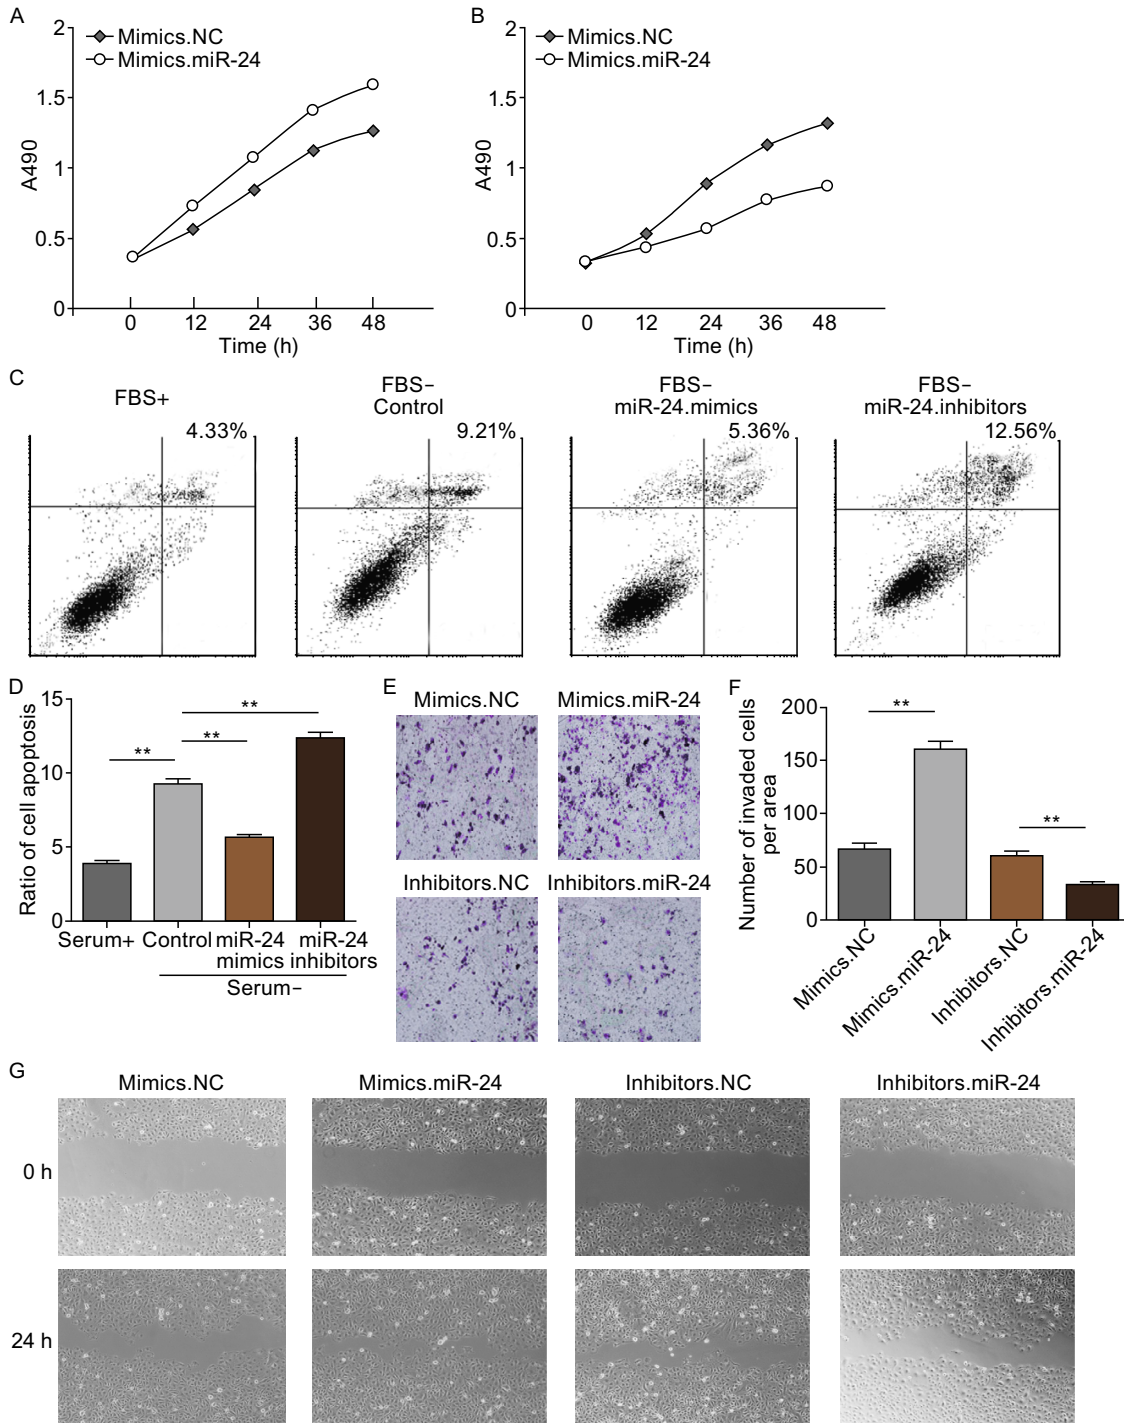 A
2
1.5
1
0.5
0
A490
Mimics.NC
Mimics.miR-24
0 12 24 36 48
Time (h)
B
2
1.5
1
0.5
0
A490
Mimics.NC
Mimics.miR-24
0 12 24 36 48
Time (h)
C
FBS+
4.33%
FBS−
Control
9.21%
FBS−
miR-24.mimics
5.36%
FBS−
miR-24.inhibitors
12.56%
D
15
10
5
0
Ratio of cell apoptosis
**
**
**
Serum+
Control
miR-24
mimics
miR-24
inhibitors
Serum−
E
Mimics.NC
Mimics.miR-24
Inhibitors.NC
Inhibitors.miR-24
F
200
150
100
50
0
Number of invaded cells
per area
**
**
Mimics.NC
Mimics.miR-24
Inhibitors.NC
Inhibitors.miR-24
G
Mimics.NC
Mimics.miR-24
Inhibitors.NC
Inhibitors.miR-24
0 h
24 h